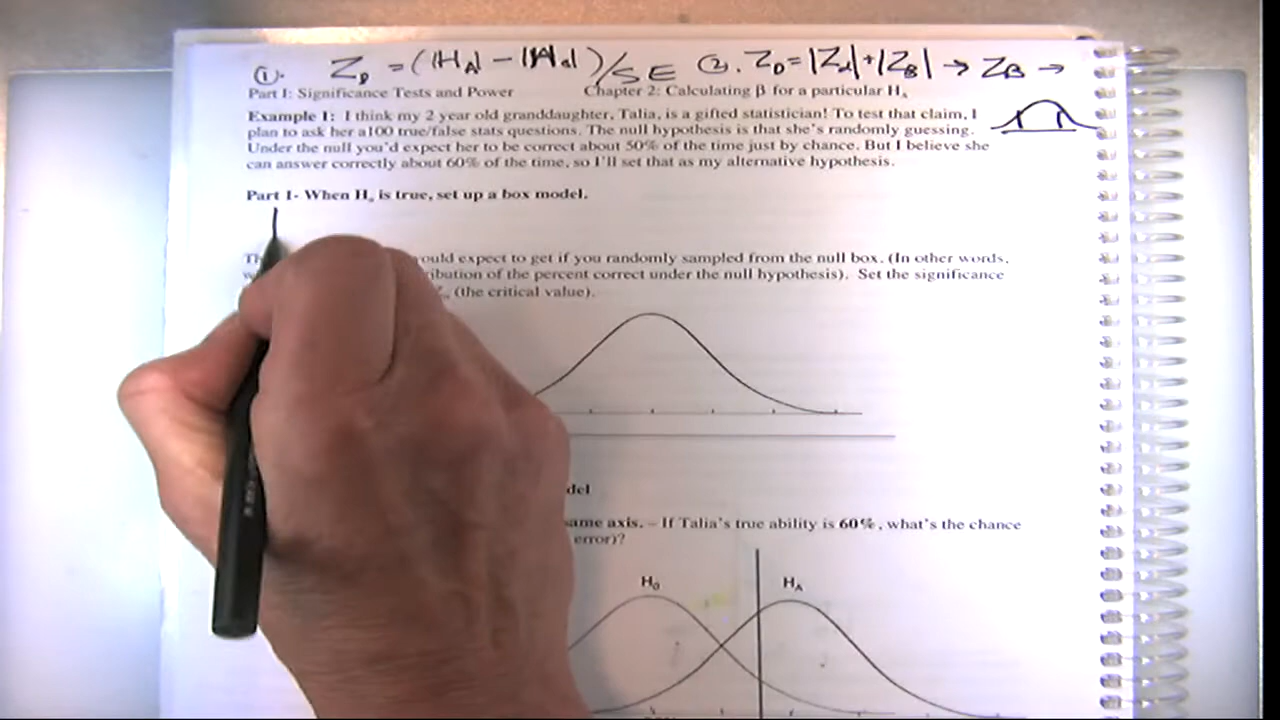 ①. Z_D = (|H_A| - |H_o|)/SE ②. Z_D = |Z_α| + |Z_β| → Z_β →
Part I: Significance Tests and Power Chapter 2: Calculating β for a particular H_A
Example 1: I think my 2 year old granddaughter, Talia, is a gifted statistician! To test that claim, I
plan to ask her a100 true/false stats questions. The null hypothesis is that she's randomly guessing.
Under the null you'd expect her to be correct about 50% of the time just by chance. But I believe she
can answer correctly about 60% of the time, so I'll set that as my alternative hypothesis.
Part 1- When H_o is true, set up a box model.
ould expect to get if you randomly sampled from the null box. (In other words,
ribution of the percent correct under the null hypothesis). Set the significance
(the critical value).
del
ame axis. – If Talia's true ability is 60%, what's the chance
error)?
H_0 H_A